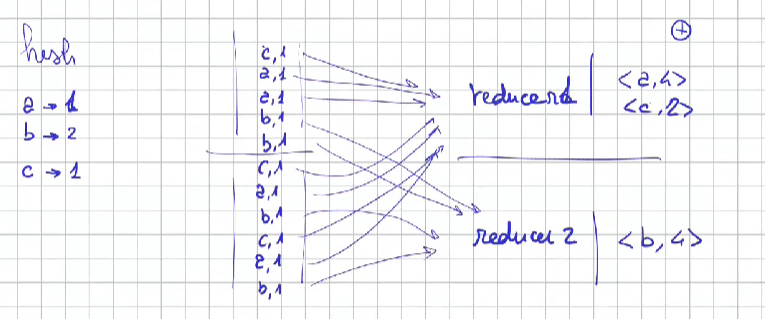 hash
a → 1
b → 2
c → 1
c,1
a,1
a,1
b,1
b,1
c,1
a,1
b,1
c,1
a,1
b,1
reducer 1
<a,4>
<c,2>
reducer 2
<b,4>